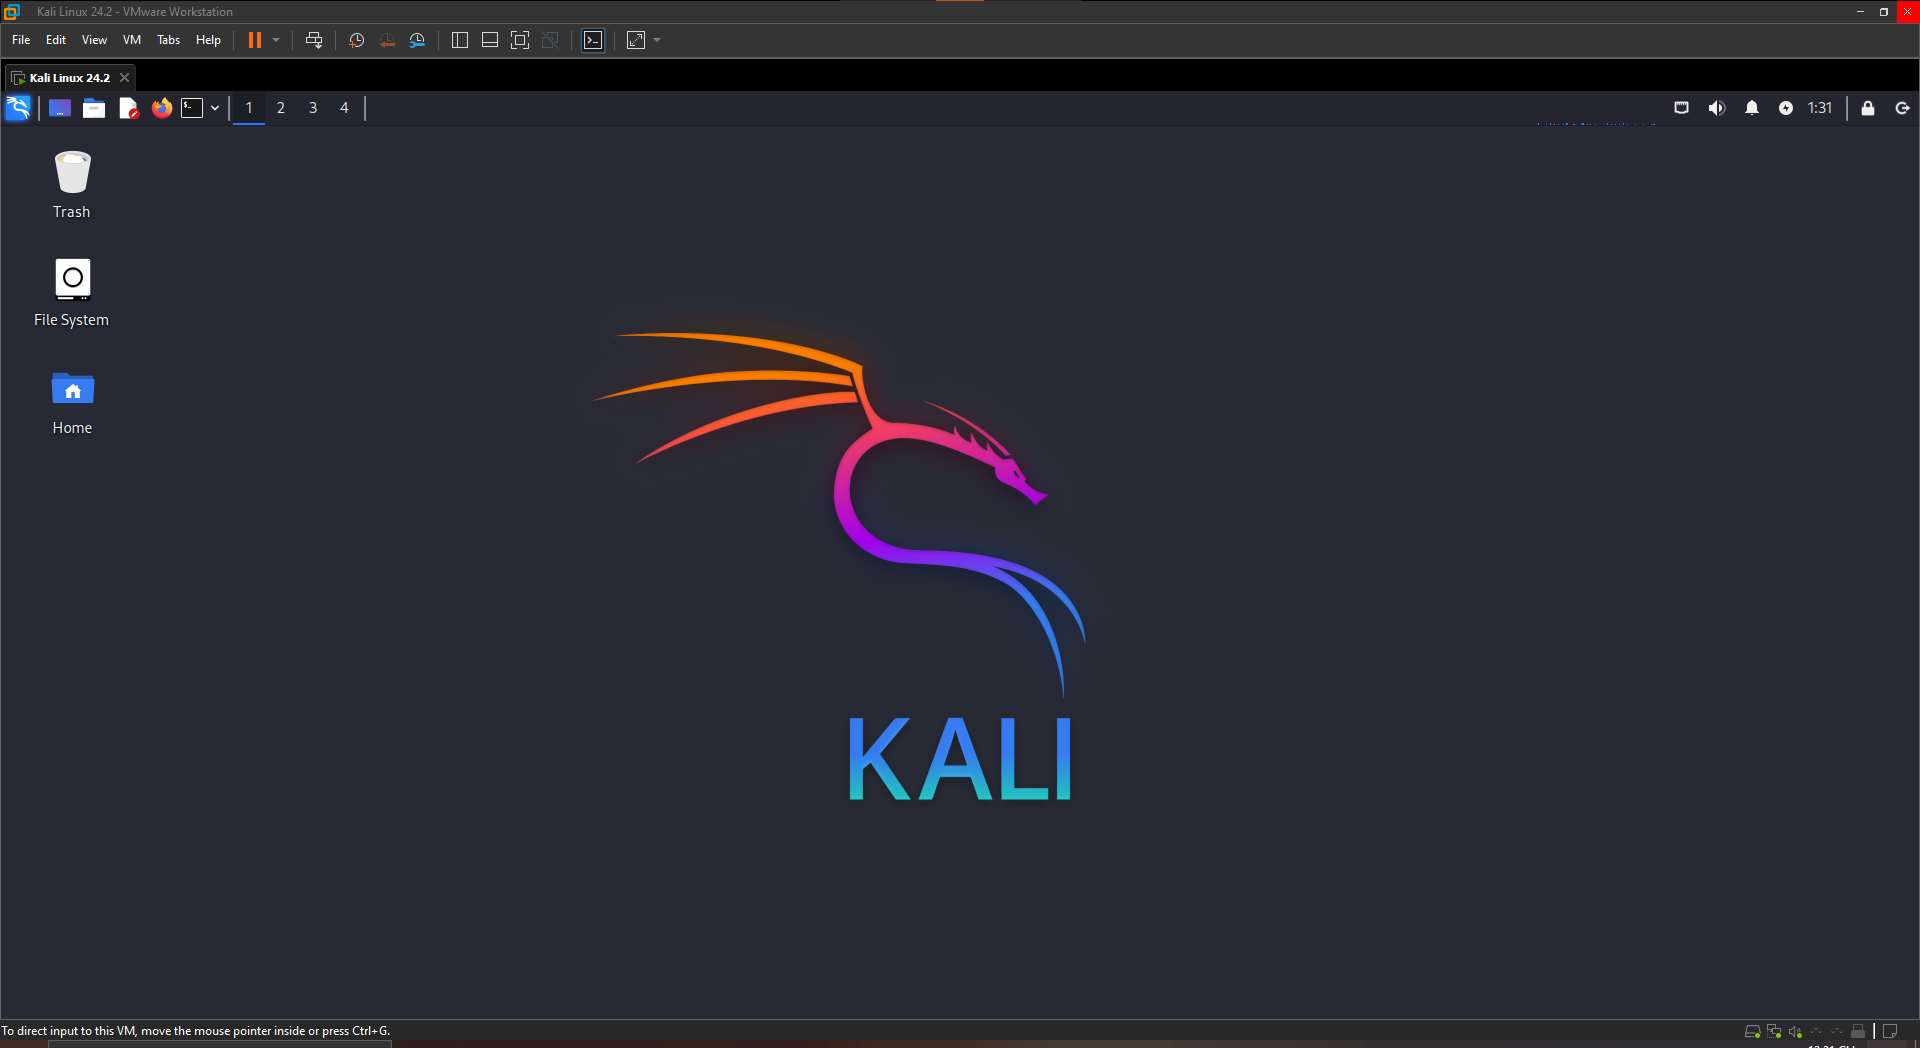 Kali Linux 24.2 - VMware Workstation
File Edit View VM Tabs Help
Kali Linux 24.2
1 2 3 4 1:31
Trash
File System
Home
KALI
To direct input to this VM, move the mouse pointer inside or press Ctrl+G.